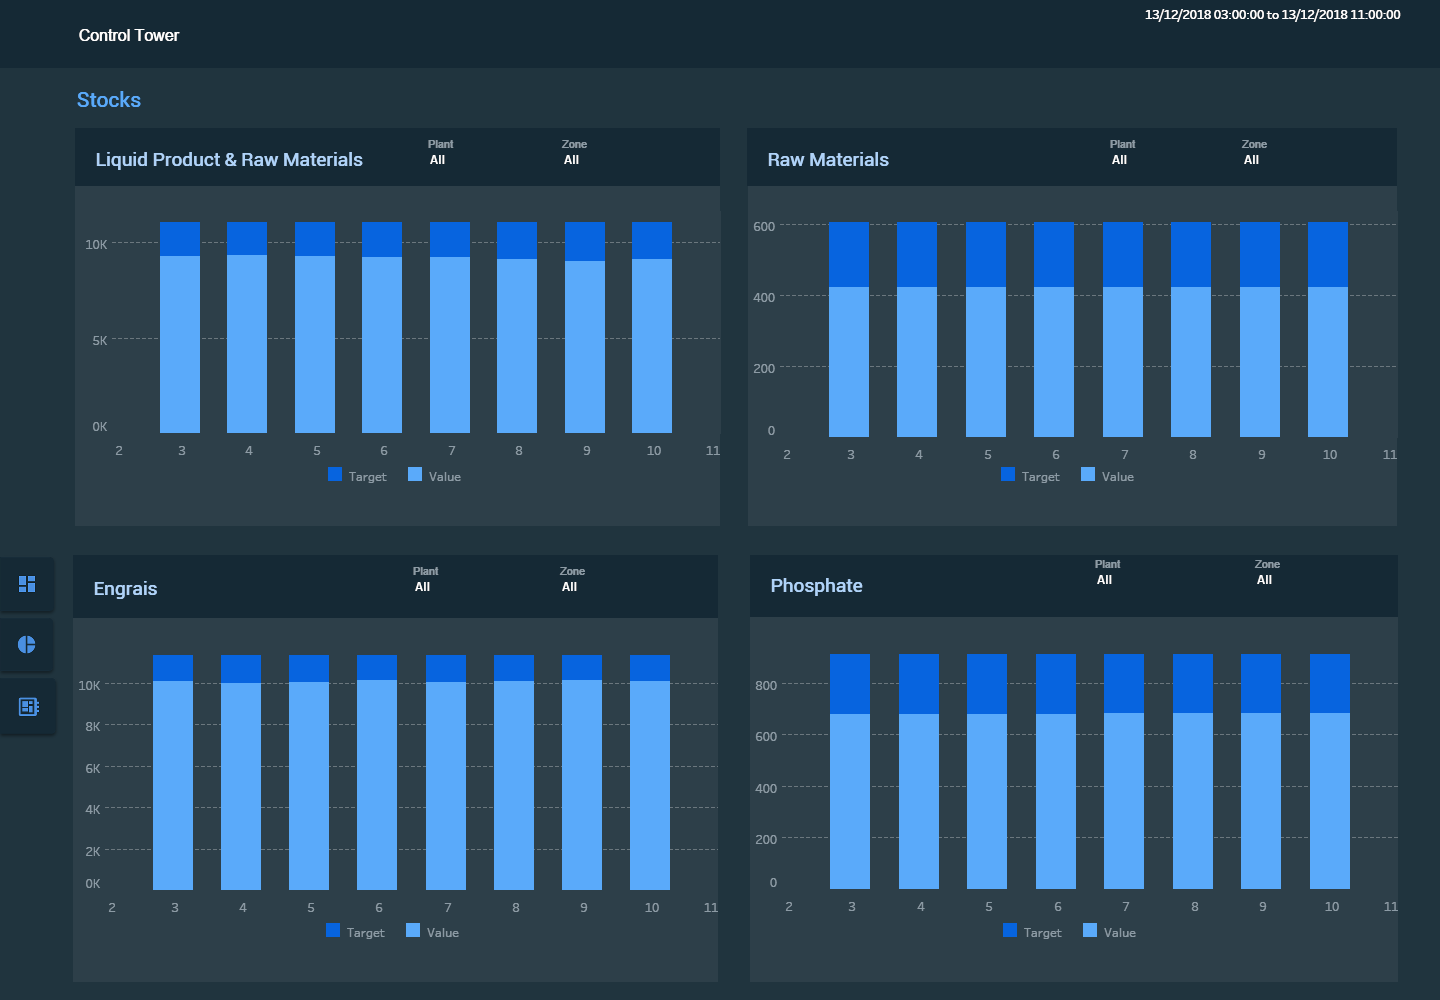 13/12/2018 03:00:00 to 13/12/2018 11:00:00
Control Tower
Stocks
Liquid Product & Raw Materials
Plant
All
Zone
All
10K
5K
0K
2 3 4 5 6 7 8 9 10 11
Target Value
Raw Materials
Plant
All
Zone
All
600
400
200
0
2 3 4 5 6 7 8 9 10 11
Target Value
Engrais
Plant
All
Zone
All
10K
8K
6K
4K
2K
0K
2 3 4 5 6 7 8 9 10 11
Target Value
Phosphate
Plant
All
Zone
All
800
600
400
200
0
2 3 4 5 6 7 8 9 10 11
Target Value